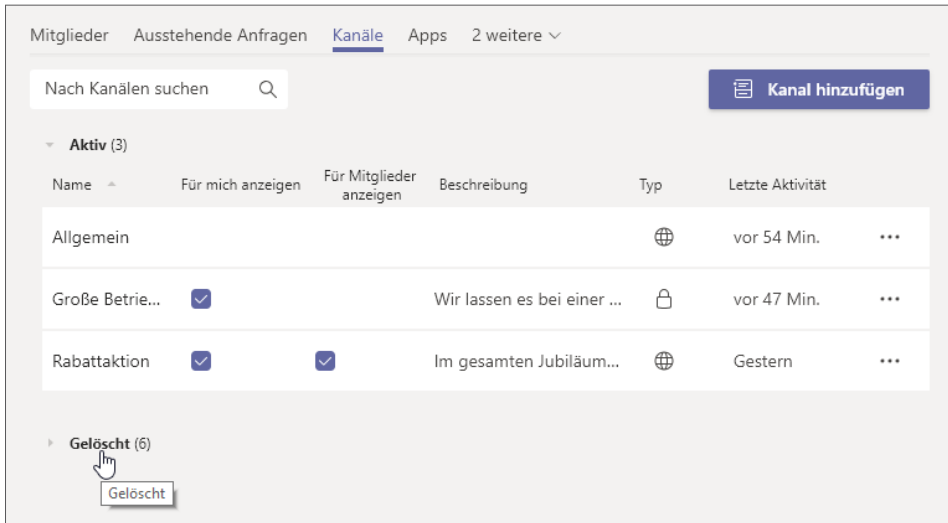 Mitglieder Ausstehende Anfragen Kanäle Apps 2 weitere
Nach Kanälen suchen Kanal hinzufügen
Aktiv (3)
Name Für mich anzeigen Für Mitglieder anzeigen Beschreibung Typ Letzte Aktivität
Allgemein vor 54 Min.
Große Betrie... Wir lassen es bei einer ... vor 47 Min.
Rabattaktion Im gesamten Jubiläum... Gestern
Gelöscht (6)
Gelöscht